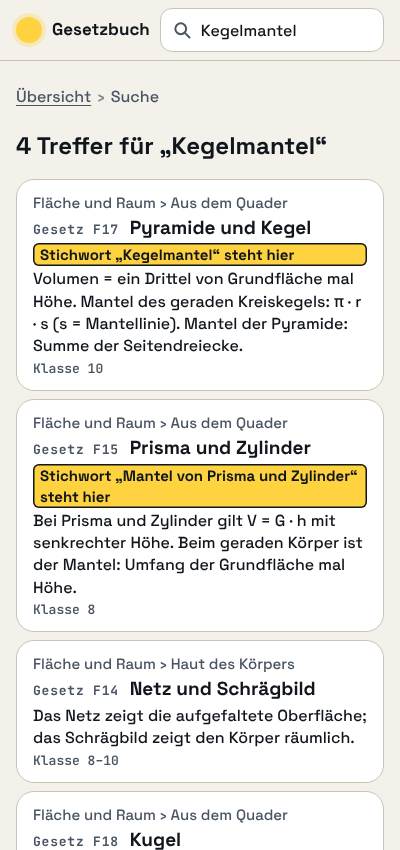 Gesetzbuch
Kegelmantel
Übersicht > Suche
4 Treffer für „Kegelmantel“
Fläche und Raum > Aus dem Quader
Gesetz F17 Pyramide und Kegel
Stichwort „Kegelmantel“ steht hier
Volumen = ein Drittel von Grundfläche mal
Höhe. Mantel des geraden Kreiskegels: π · r
· s (s = Mantellinie). Mantel der Pyramide:
Summe der Seitendreiecke.
Klasse 10
Fläche und Raum > Aus dem Quader
Gesetz F15 Prisma und Zylinder
Stichwort „Mantel von Prisma und Zylinder“
steht hier
Bei Prisma und Zylinder gilt V = G · h mit
senkrechter Höhe. Beim geraden Körper ist
der Mantel: Umfang der Grundfläche mal
Höhe.
Klasse 8
Fläche und Raum > Haut des Körpers
Gesetz F14 Netz und Schrägbild
Das Netz zeigt die aufgefaltete Oberfläche;
das Schrägbild zeigt den Körper räumlich.
Klasse 8–10
Fläche und Raum > Aus dem Quader
Gesetz F18 Kugel